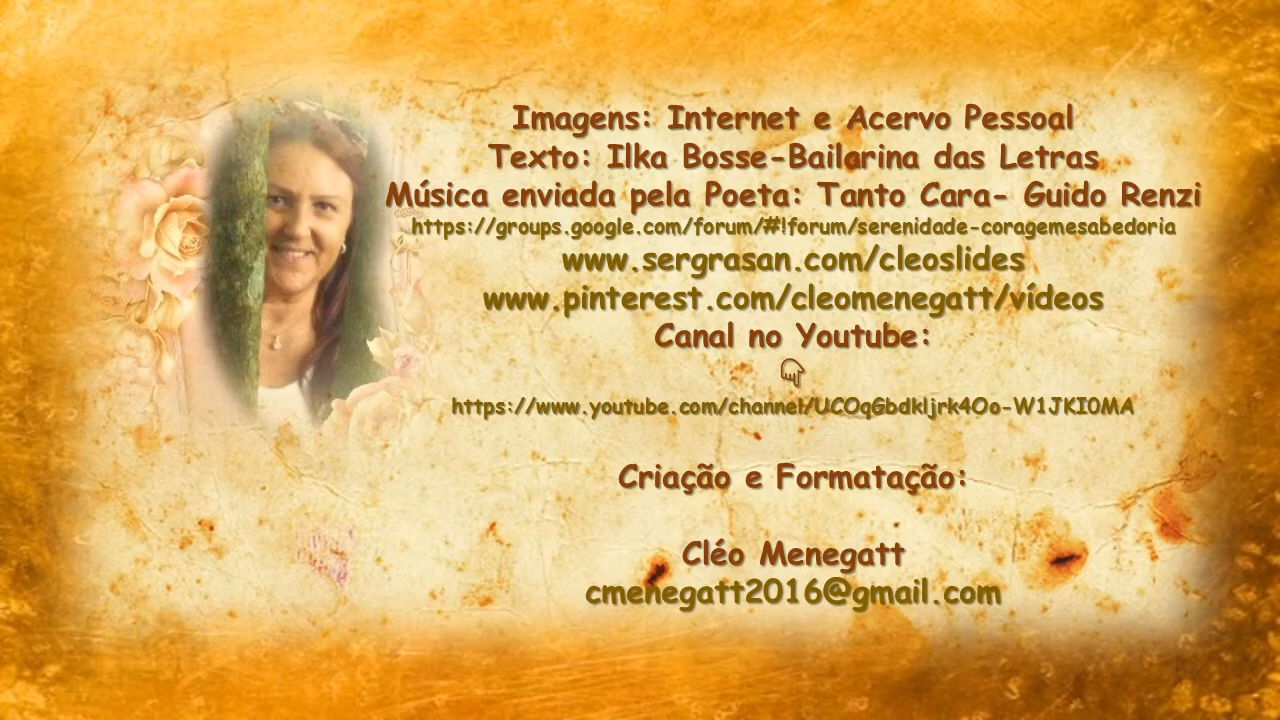 Imagens: Internet e Acervo Pessoal
Texto: Ilka Bosse-Bailarina das Letras
Música enviada pela Poeta: Tanto Cara- Guido Renzi
https://groups.google.com/forum/#!forum/serenidade-coragemesabedoria
www.sergrasan.com/cleoslides
www.pinterest.com/cleomenegatt/vídeos
Canal no Youtube:
https://www.youtube.com/channel/UCOqGbdkljrk4Oo-W1JKI0MA
Criação e Formatação:
Cléo Menegatt
cmenegatt2016@gmail.com